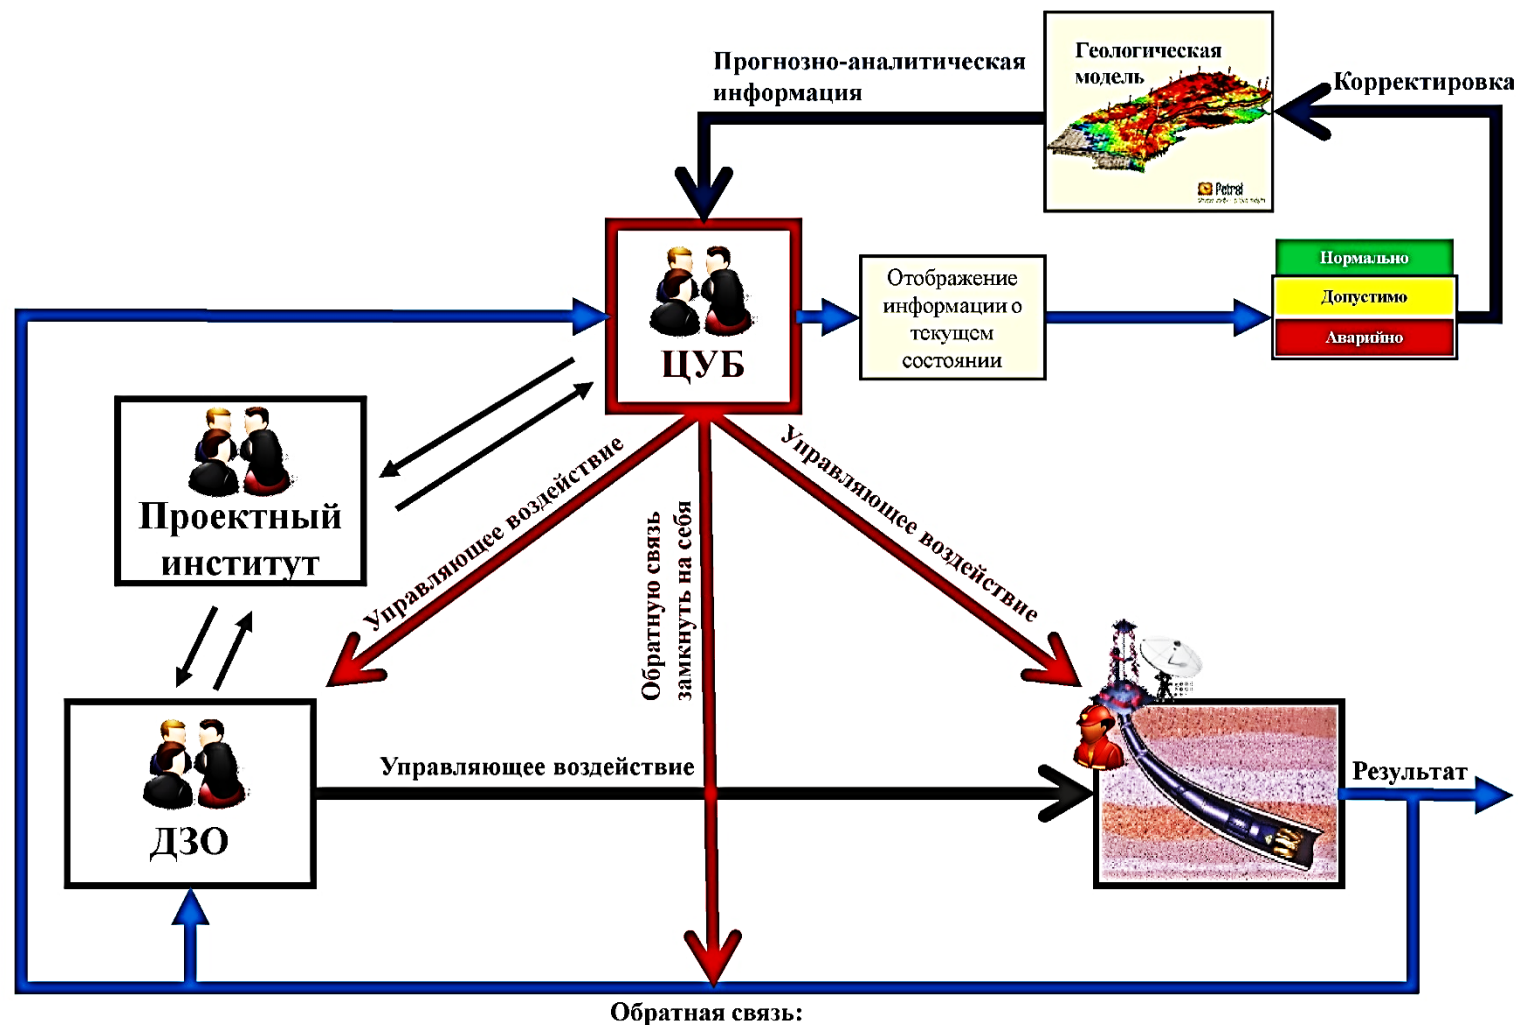 Прогнозно-аналитическая
информация
Геологическая
модель
Petrel
Корректировка
ЦУБ
Отображение
информации о
текущем
состоянии
Нормально
Допустимо
Аварийно
Проектный
институт
Управляющее воздействие
Обратную связь
замкнуть на себя
Управляющее воздействие
ДЗО
Управляющее воздействие
Результат
Обратная связь: